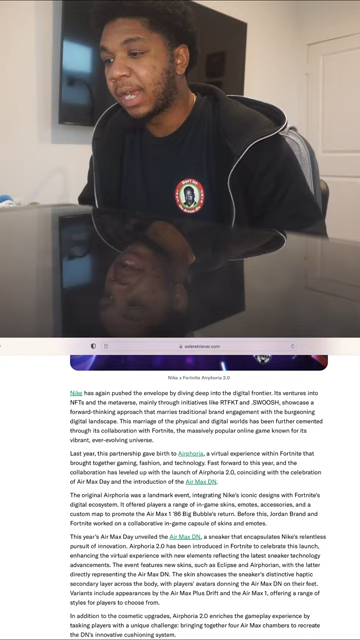 solereviewer.com
Nike x Fortnite Airphoria 2.0
Nike has again pushed the envelope by diving deep into the digital frontier. Its ventures into
NFTs and the metaverse, mainly through initiatives like RTFKT and .SWOOSH, showcase a
forward-thinking approach that marries traditional brand engagement with the burgeoning
digital landscape. This marriage of the physical and digital worlds has been further cemented
through its collaboration with Fortnite, the massively popular online game known for its
vibrant, ever-evolving universe.
Last year, this partnership gave birth to Airphoria, a virtual experience within Fortnite that
brought together gaming, fashion, and technology. Fast forward to this year, and the
collaboration has leveled up with the launch of Airphoria 2.0, coinciding with the celebration
of Air Max Day and the introduction of the Air Max DN.
The original Airphoria was a landmark event, integrating Nike's iconic designs with Fortnite's
digital ecosystem. It offered players a range of in-game skins, emotes, accessories, and a
custom map to promote the Air Max 1 '86 Big Bubble's return. Before this, Jordan Brand and
Fortnite worked on a collaborative in-game capsule of skins and emotes.
This year's Air Max Day unveiled the Air Max DN, a sneaker that encapsulates Nike's relentless
pursuit of innovation. Airphoria 2.0 has been introduced in Fortnite to celebrate this launch,
enhancing the virtual experience with new elements reflecting the latest sneaker technology
advancements. The event features new skins, such as Eclipse and Airphorian, with the latter
directly representing the Air Max DN. The skin showcases the sneaker's distinctive haptic
secondary layer across the body, with players' avatars donning the Air Max DN on their feet.
Variants include appearances by the Air Max Plus Drift and the Air Max 1, offering a range of
styles for players to choose from.
In addition to the cosmetic upgrades, Airphoria 2.0 enriches the gameplay experience by
tasking players with a unique challenge: bringing together four Air Max chambers to recreate
the DN's innovative cushioning system.